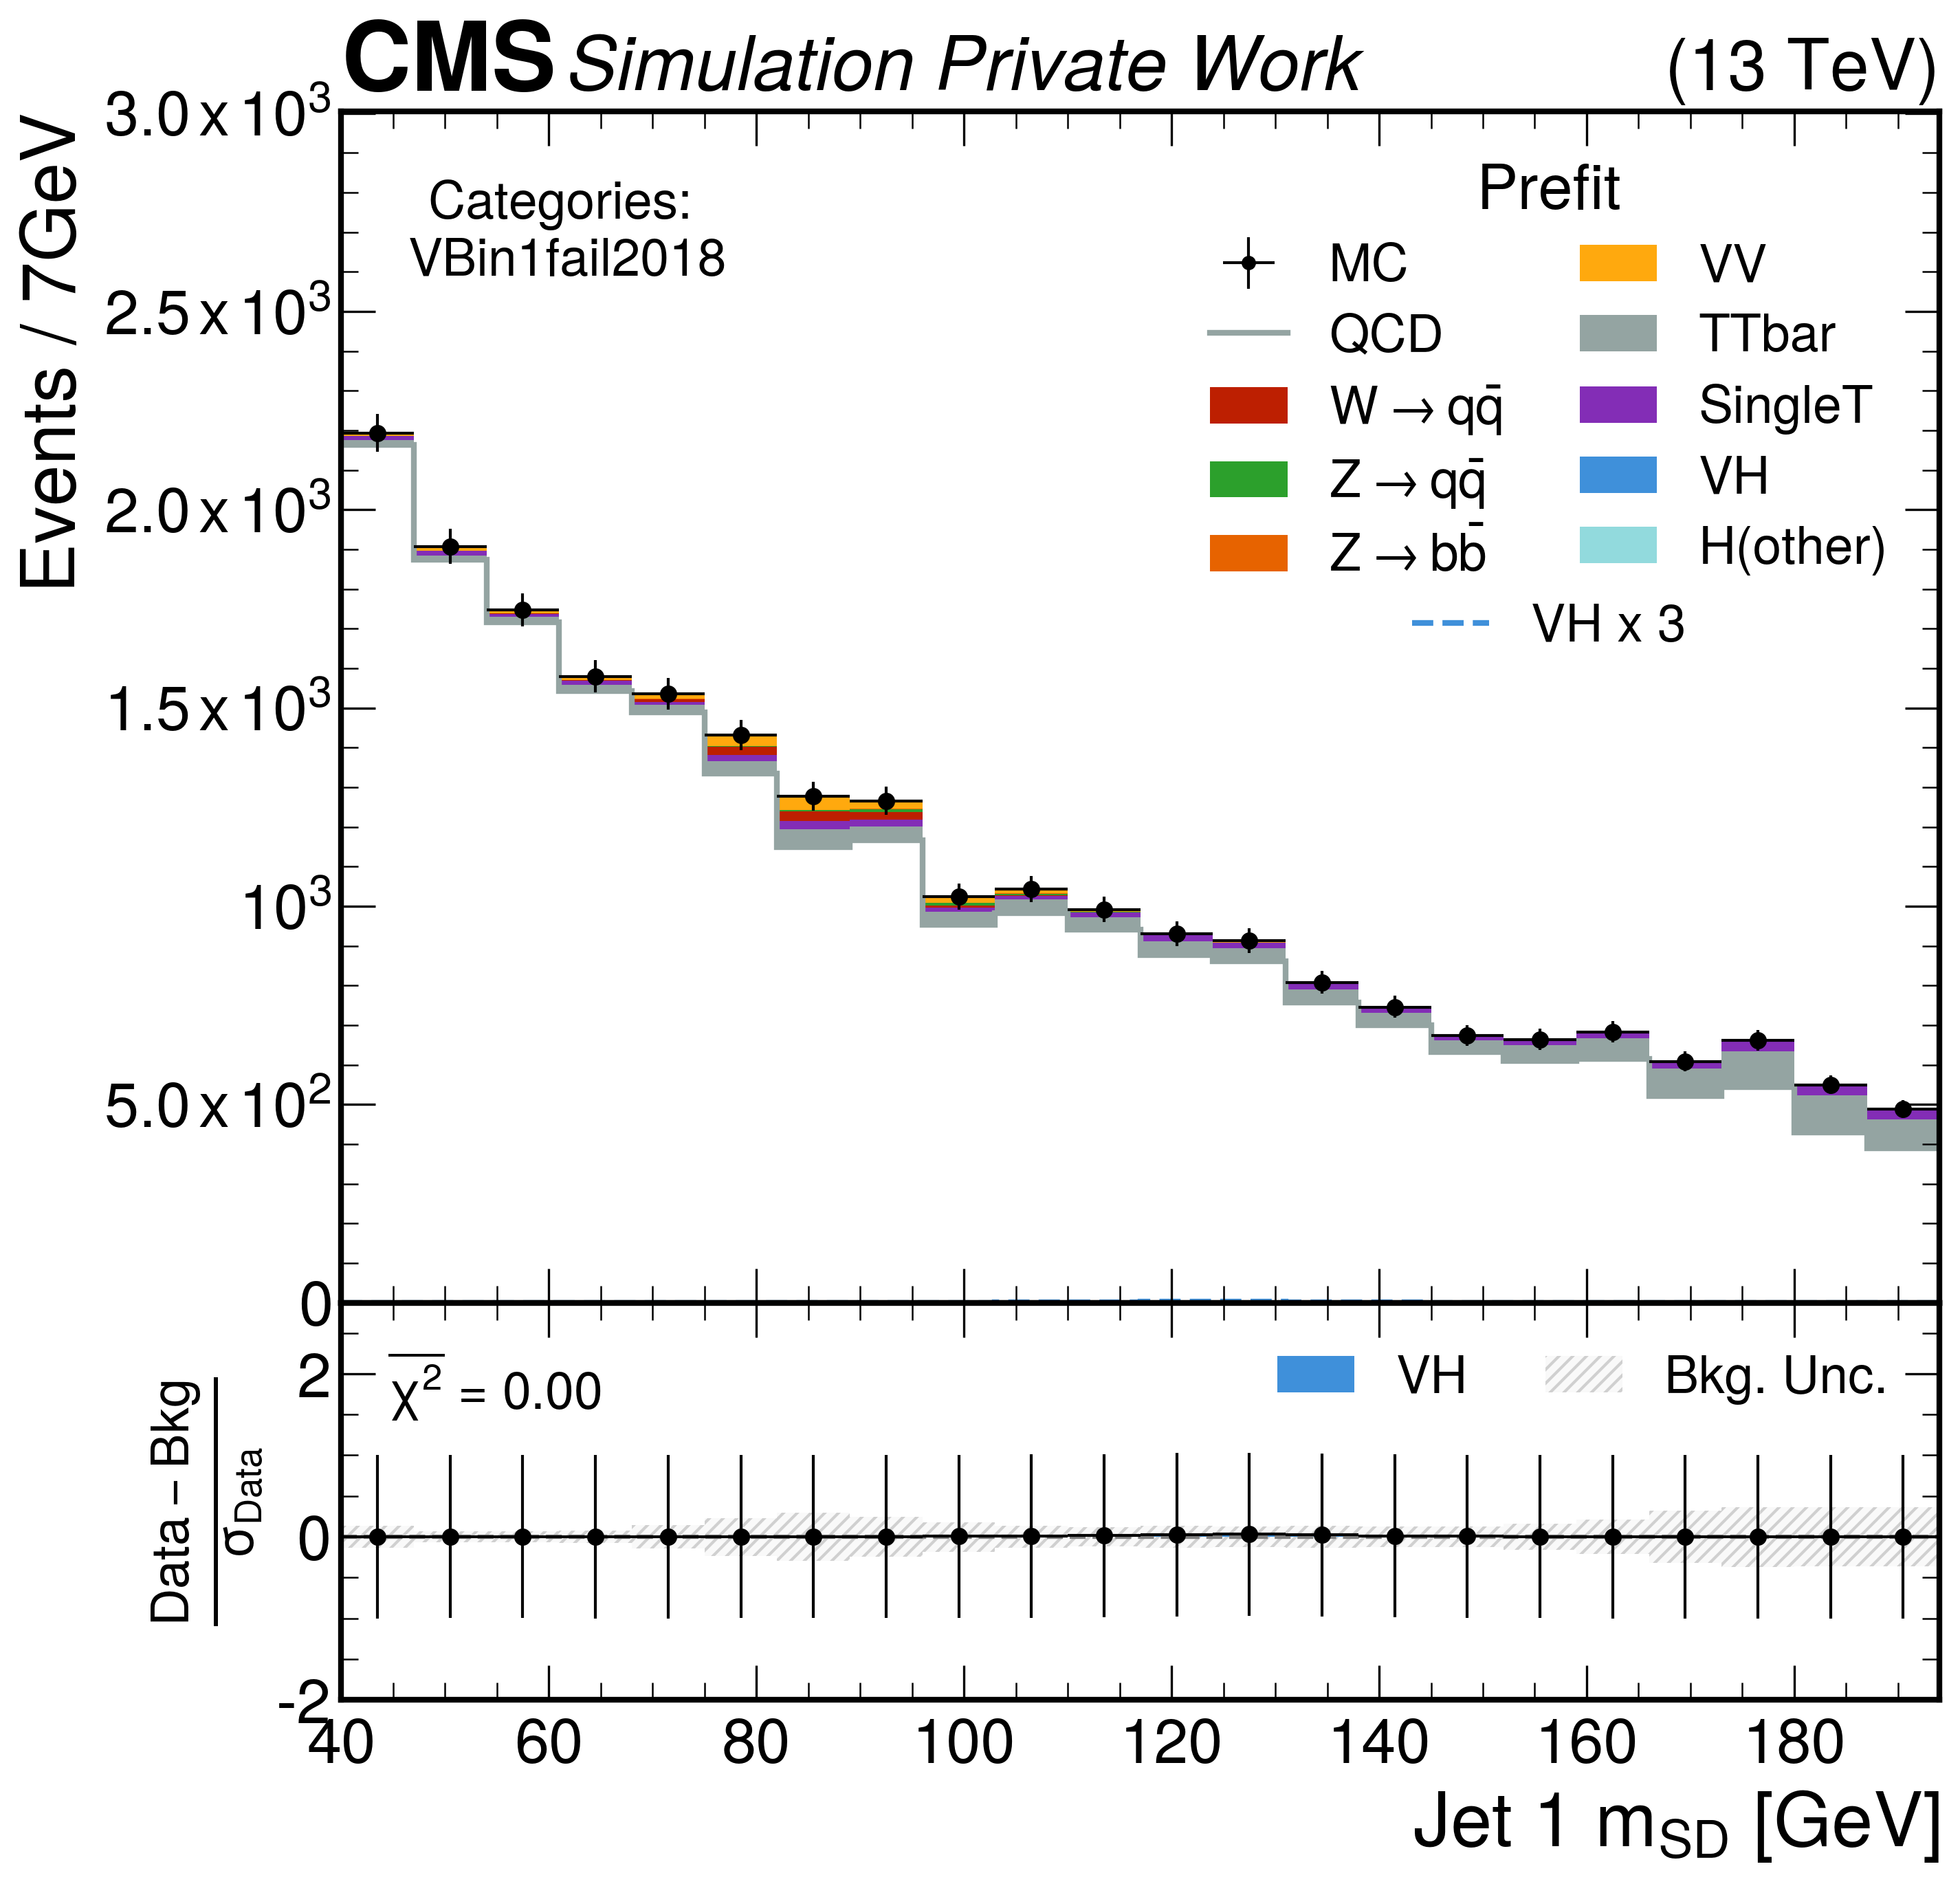 CMS Simulation Private Work (13 TeV)
Events / 7GeV
3.0 x 10³
2.5 x 10³
2.0 x 10³
1.5 x 10³
10³
5.0 x 10²
0
Categories:
VBin1fail2018
Prefit
MC
QCD
W → qq̄
Z → qq̄
Z → bb̄
VV
TTbar
SingleT
VH
H(other)
VH x 3
Data − Bkg
σ_Data
2
0
-2
χ̅² = 0.00
VH
Bkg. Unc.
40 60 80 100 120 140 160 180
Jet 1 m_SD [GeV]